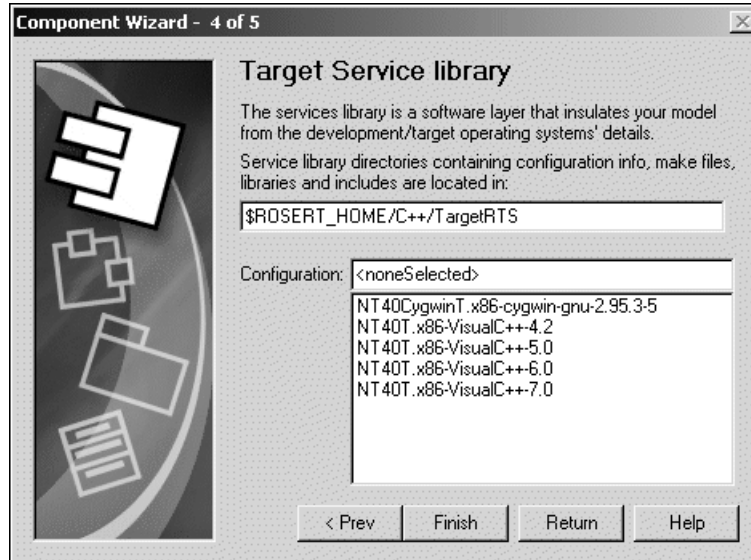 Component Wizard - 4 of 5
Target Service library
The services library is a software layer that insulates your model
from the development/target operating systems' details.
Service library directories containing configuration info, make files,
libraries and includes are located in:
$ROSERT_HOME/C++/TargetRTS
Configuration: <noneSelected>
NT40CygwinT.x86-cygwin-gnu-2.95.3-5
NT40T.x86-VisualC++-4.2
NT40T.x86-VisualC++-5.0
NT40T.x86-VisualC++-6.0
NT40T.x86-VisualC++-7.0
< Prev Finish Return Help